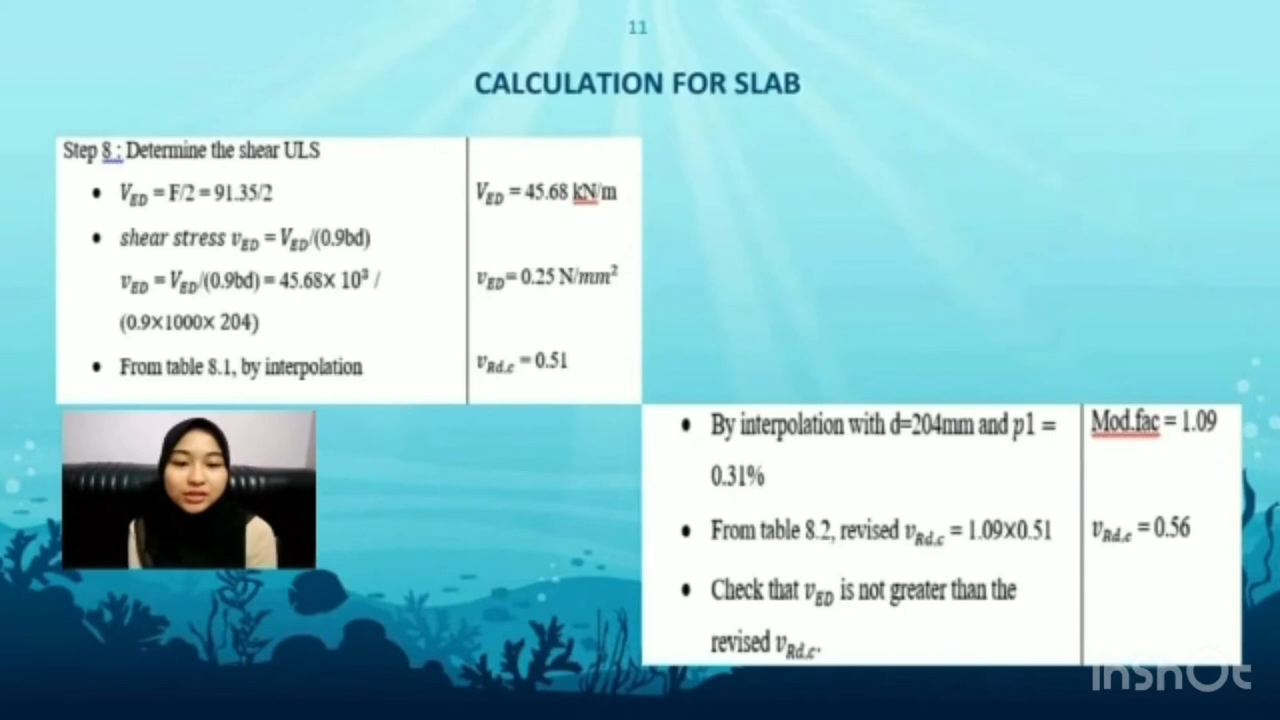 11
CALCULATION FOR SLAB
Step 8 : Determine the shear ULS
• V_ED = F/2 = 91.35/2
V_ED = 45.68 kN/m
• shear stress v_ED = V_ED/(0.9bd)
v_ED = V_ED/(0.9bd) = 45.68× 10³ /
(0.9×1000× 204)
v_ED = 0.25 N/mm²
• From table 8.1, by interpolation
v_Rd.c = 0.51
• By interpolation with d=204mm and p1 =
0.31%
Mod.fac = 1.09
• From table 8.2, revised v_Rd.c = 1.09×0.51
v_Rd.c = 0.56
• Check that v_ED is not greater than the
revised v_Rd.c.
InShOt